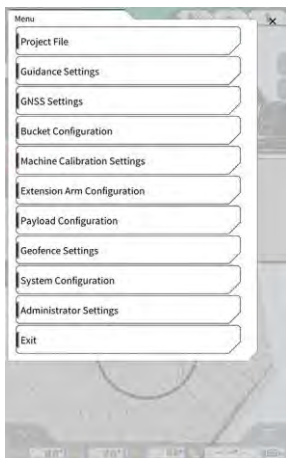 Menu
Project File
Guidance Settings
GNSS Settings
Bucket Configuration
Machine Calibration Settings
Extension Arm Configuration
Payload Configuration
Geofence Settings
System Configuration
Administrator Settings
Exit